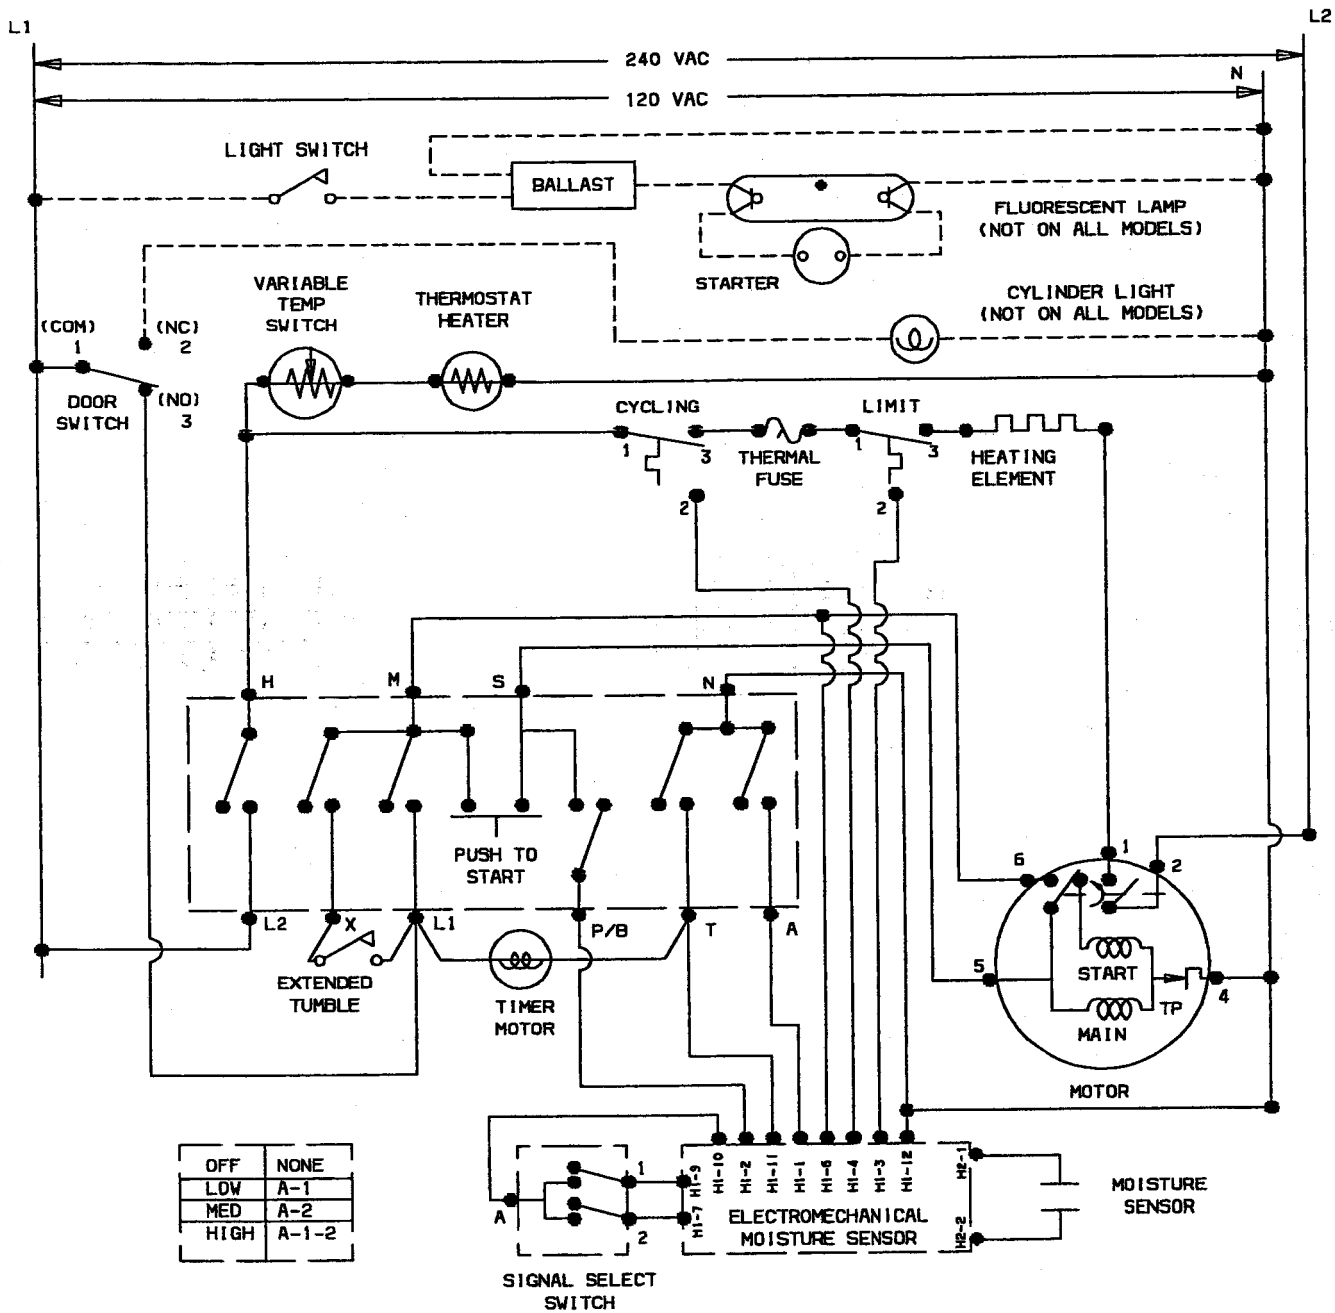 L1
L2
240 VAC
N
120 VAC
LIGHT SWITCH
BALLAST
FLUORESCENT LAMP
(NOT ON ALL MODELS)
STARTER
VARIABLE
TEMP
SWITCH
THERMOSTAT
HEATER
CYLINDER LIGHT
(NOT ON ALL MODELS)
(COM)
1
(NC)
2
DOOR
SWITCH
(NO)
3
CYCLING
LIMIT
1
3
THERMAL
FUSE
1
3
HEATING
ELEMENT
2
2
H
M
S
N
PUSH TO
START
6
1
2
L2
X
L1
P/B
T
A
EXTENDED
TUMBLE
TIMER
MOTOR
5
START
4
TP
MAIN
MOTOR
OFF NONE
LOW A-1
MED A-2
HIGH A-1-2
A
1
2
H1-9
H1-7
H1-10
H1-2
H1-11
H1-1
H1-6
H1-4
H1-3
H1-12
H2-1
H2-2
ELECTROMECHANICAL
MOISTURE SENSOR
MOISTURE
SENSOR
SIGNAL SELECT
SWITCH